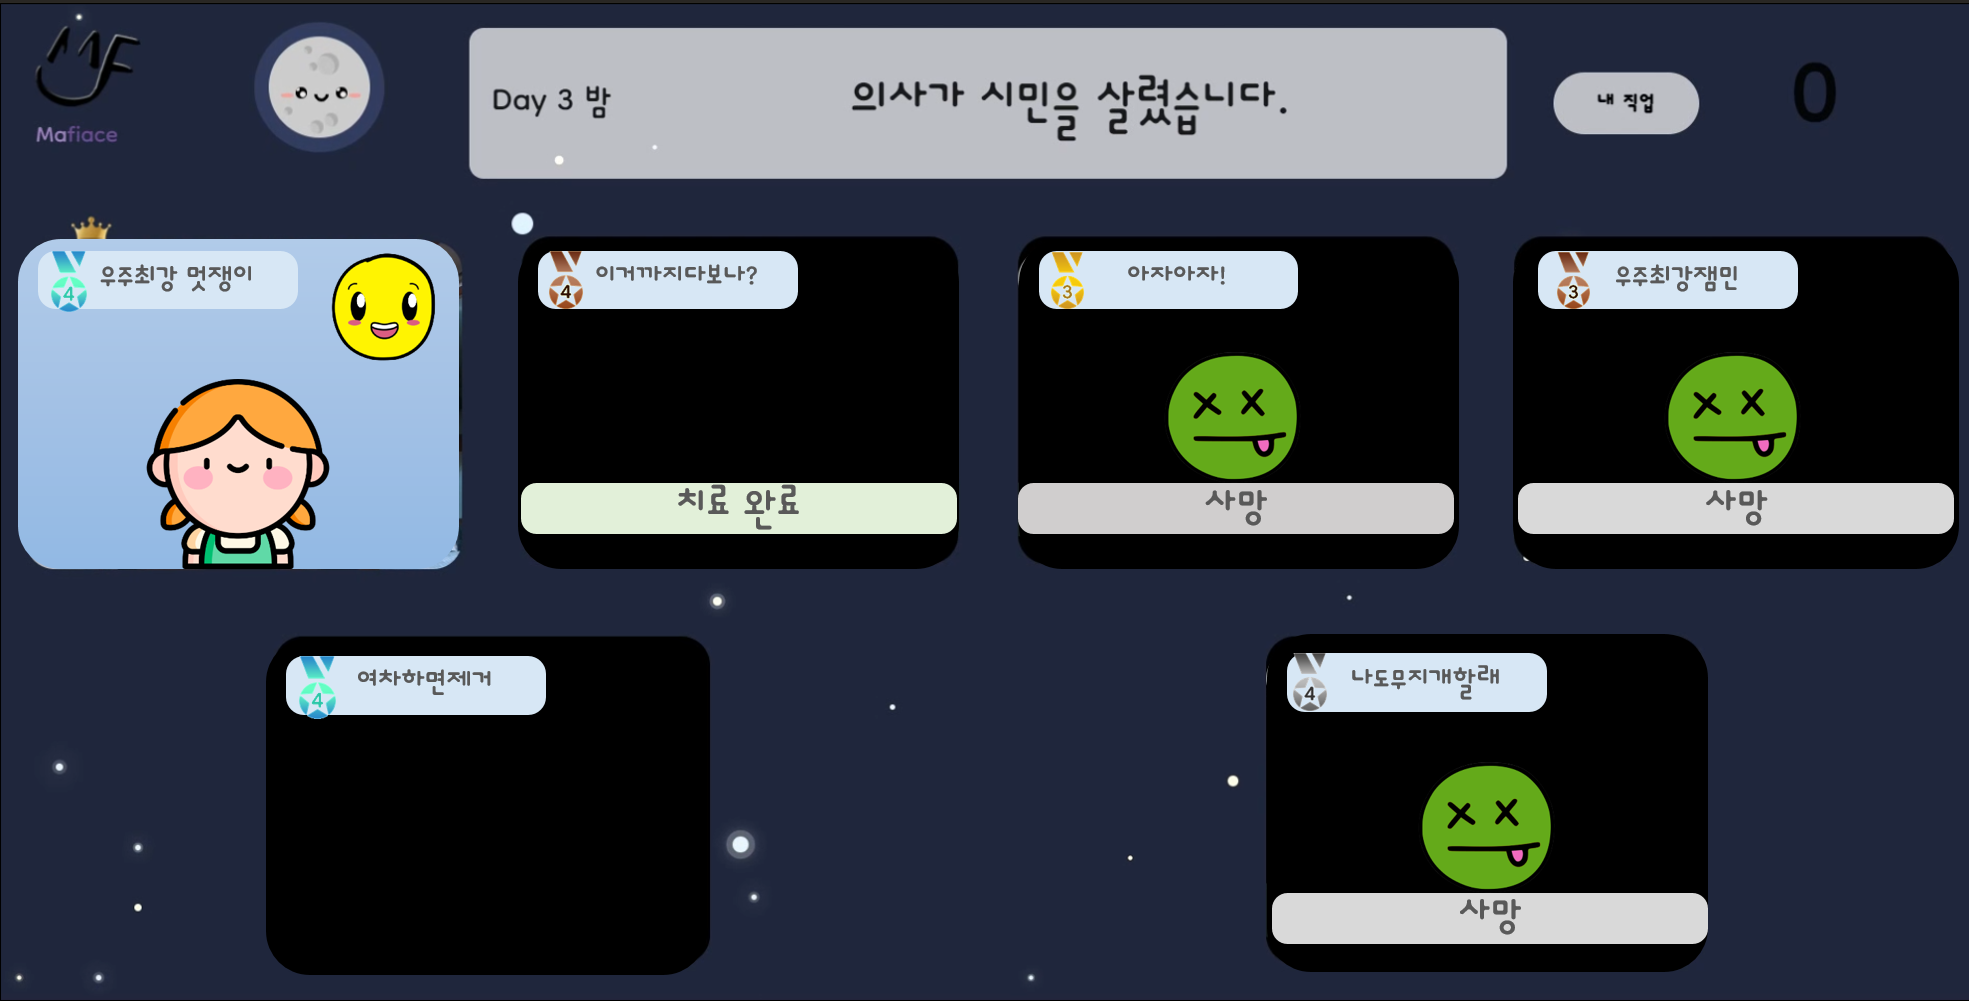 MF
Mafiace
Day 3 밤
의사가 시민을 살렸습니다.
내 직업
0
4
우주최강 멋쟁이
4
이거까지다보나?
3
아자아자!
3
우주최강잼민
치료 완료
사망
사망
4
여차하면제거
4
나도무지개할래
사망